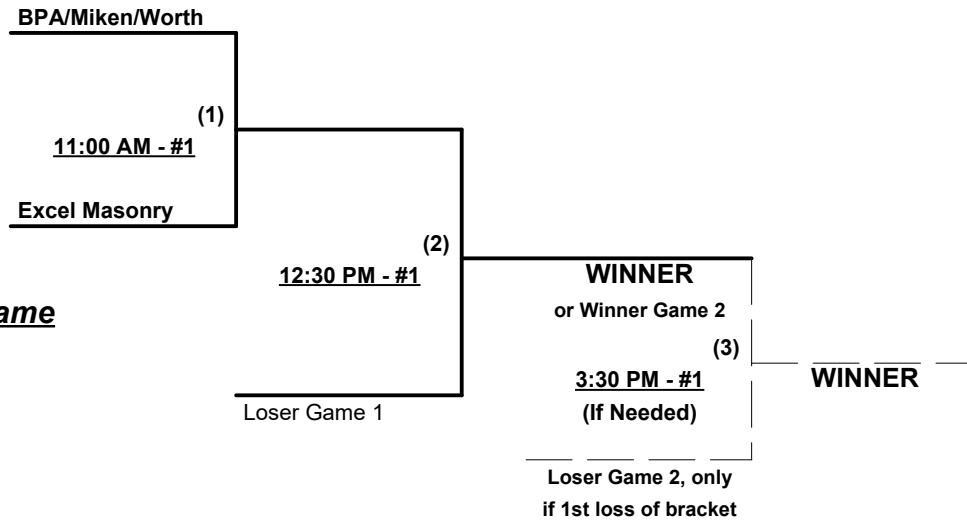 BPA/Miken/Worth
(1)
11:00 AM - #1
Excel Masonry
(2)
12:30 PM - #1
WINNER
or Winner Game 2
(3)
3:30 PM - #1
WINNER
(If Needed)
Loser Game 1
Loser Game 2, only
if 1st loss of bracket